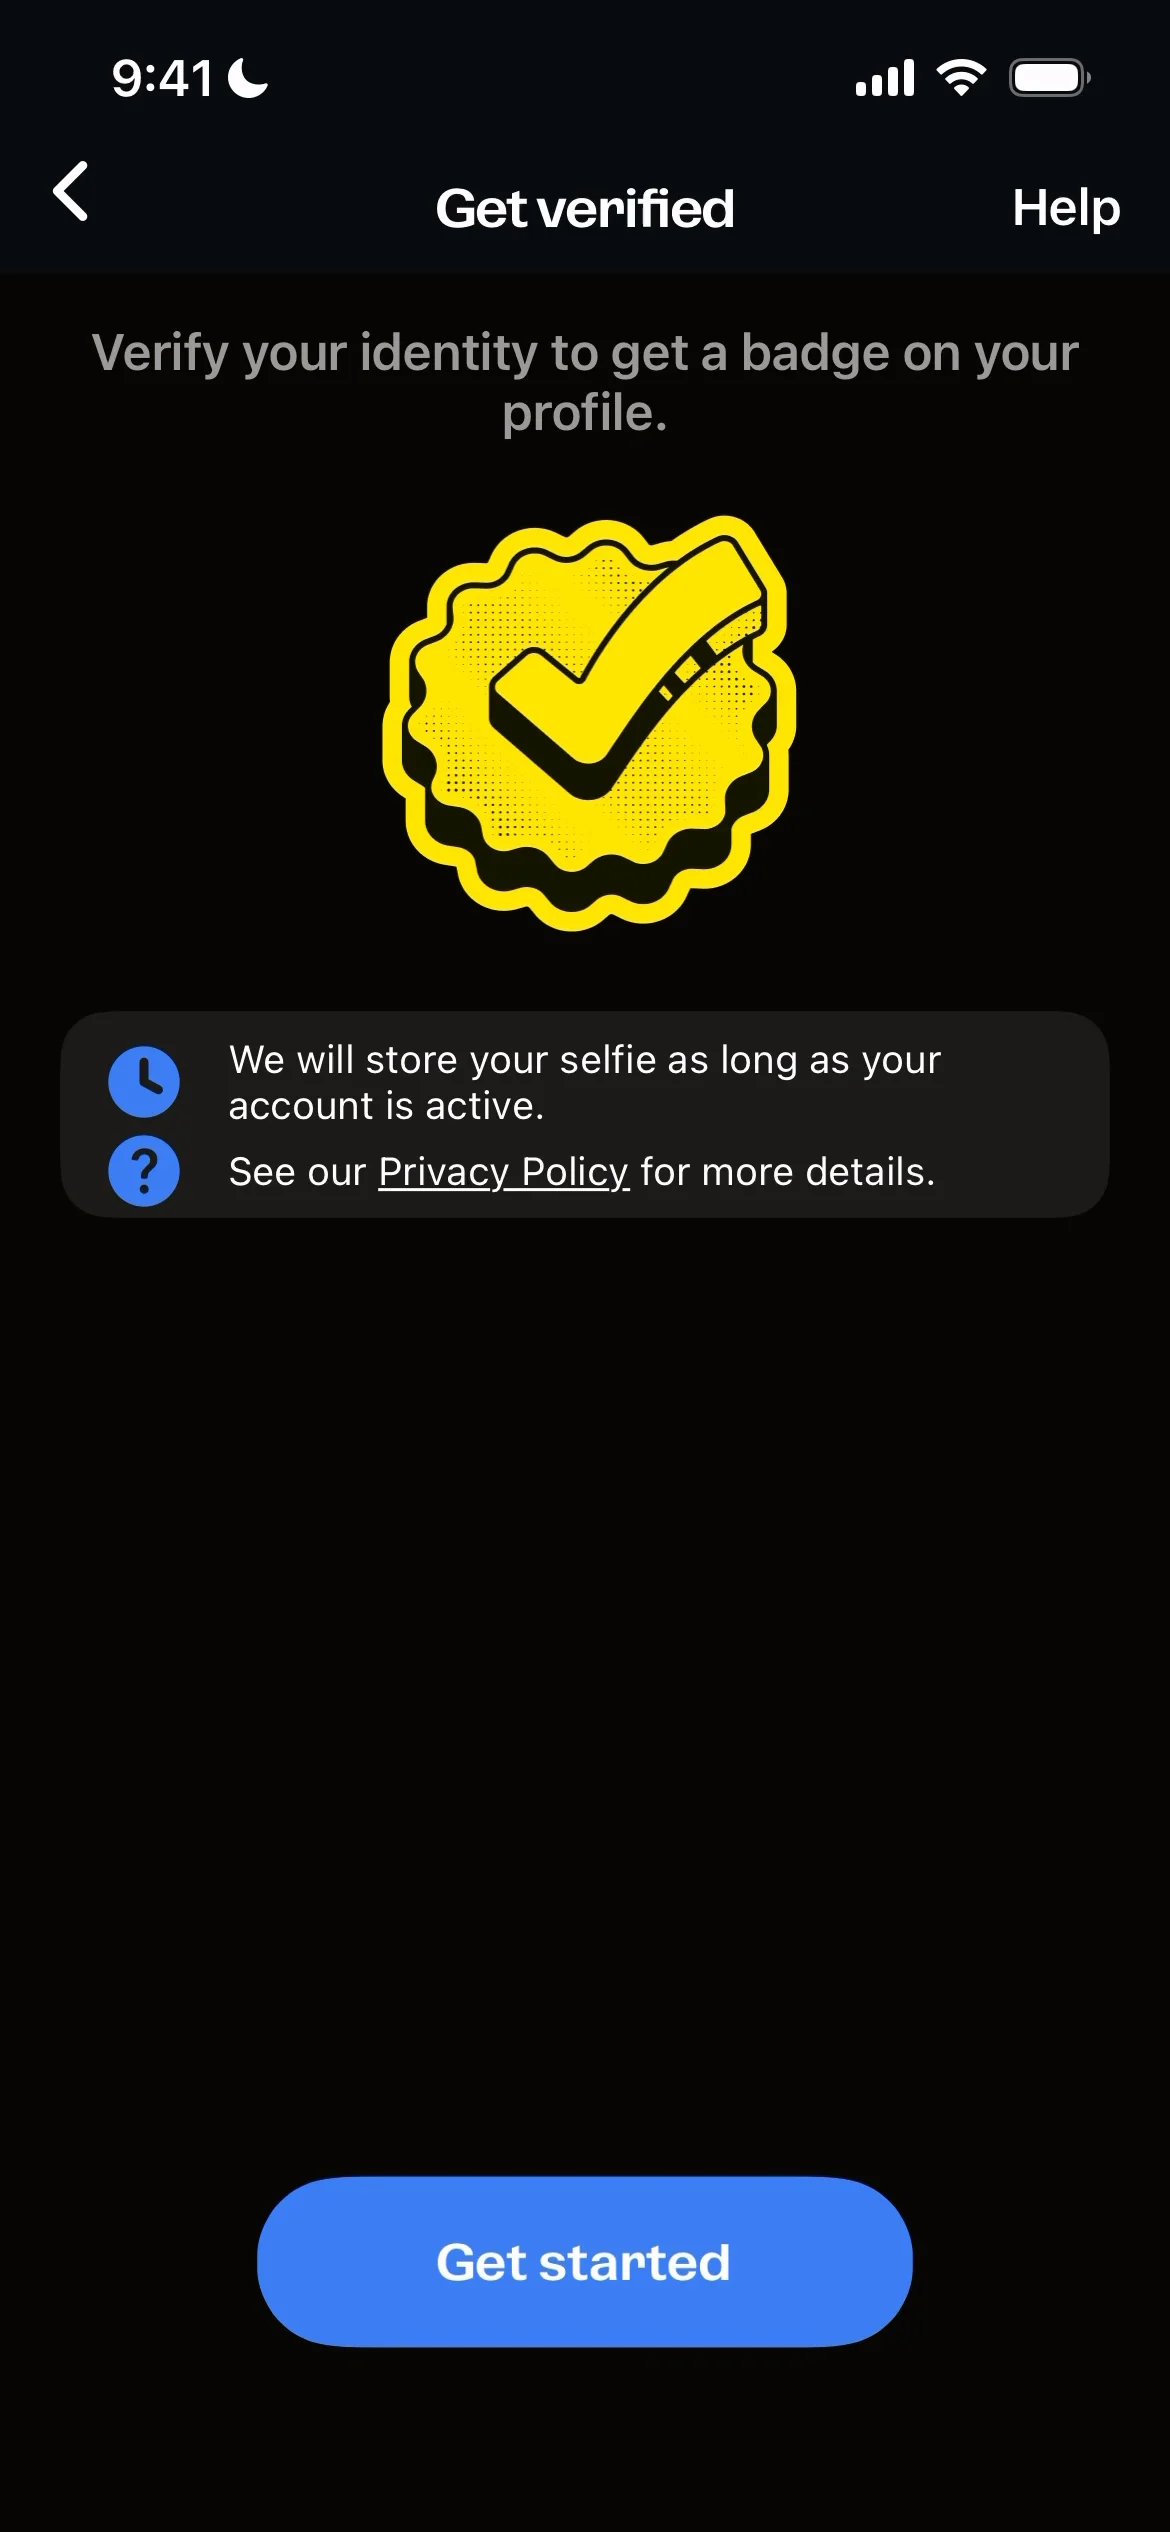 9:41
Get verified
Help
Verify your identity to get a badge on your
profile.
We will store your selfie as long as your
account is active.
See our Privacy Policy for more details.
Get started